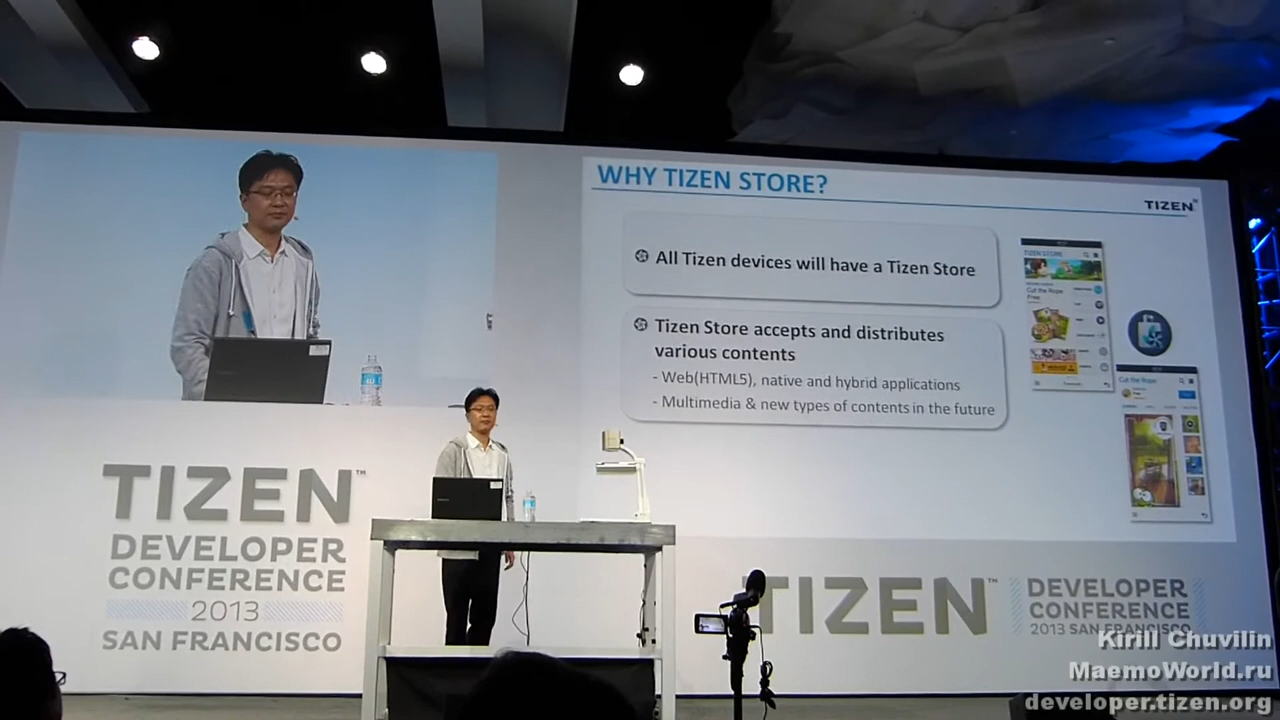 WHY TIZEN STORE?
TIZEN
All Tizen devices will have a Tizen Store
Tizen Store accepts and distributes
various contents
- Web(HTML5), native and hybrid applications
- Multimedia & new types of contents in the future
TIZEN STORE
Cut the Rope
Free
Cut the Rope
Free
TIZEN™
DEVELOPER
CONFERENCE
2013
SAN FRANCISCO
TIZEN™
DEVELOPER
CONFERENCE
2013 SAN FRANCISCO
Kirill Chuvilin
MaemoWorld.ru
developer.tizen.org